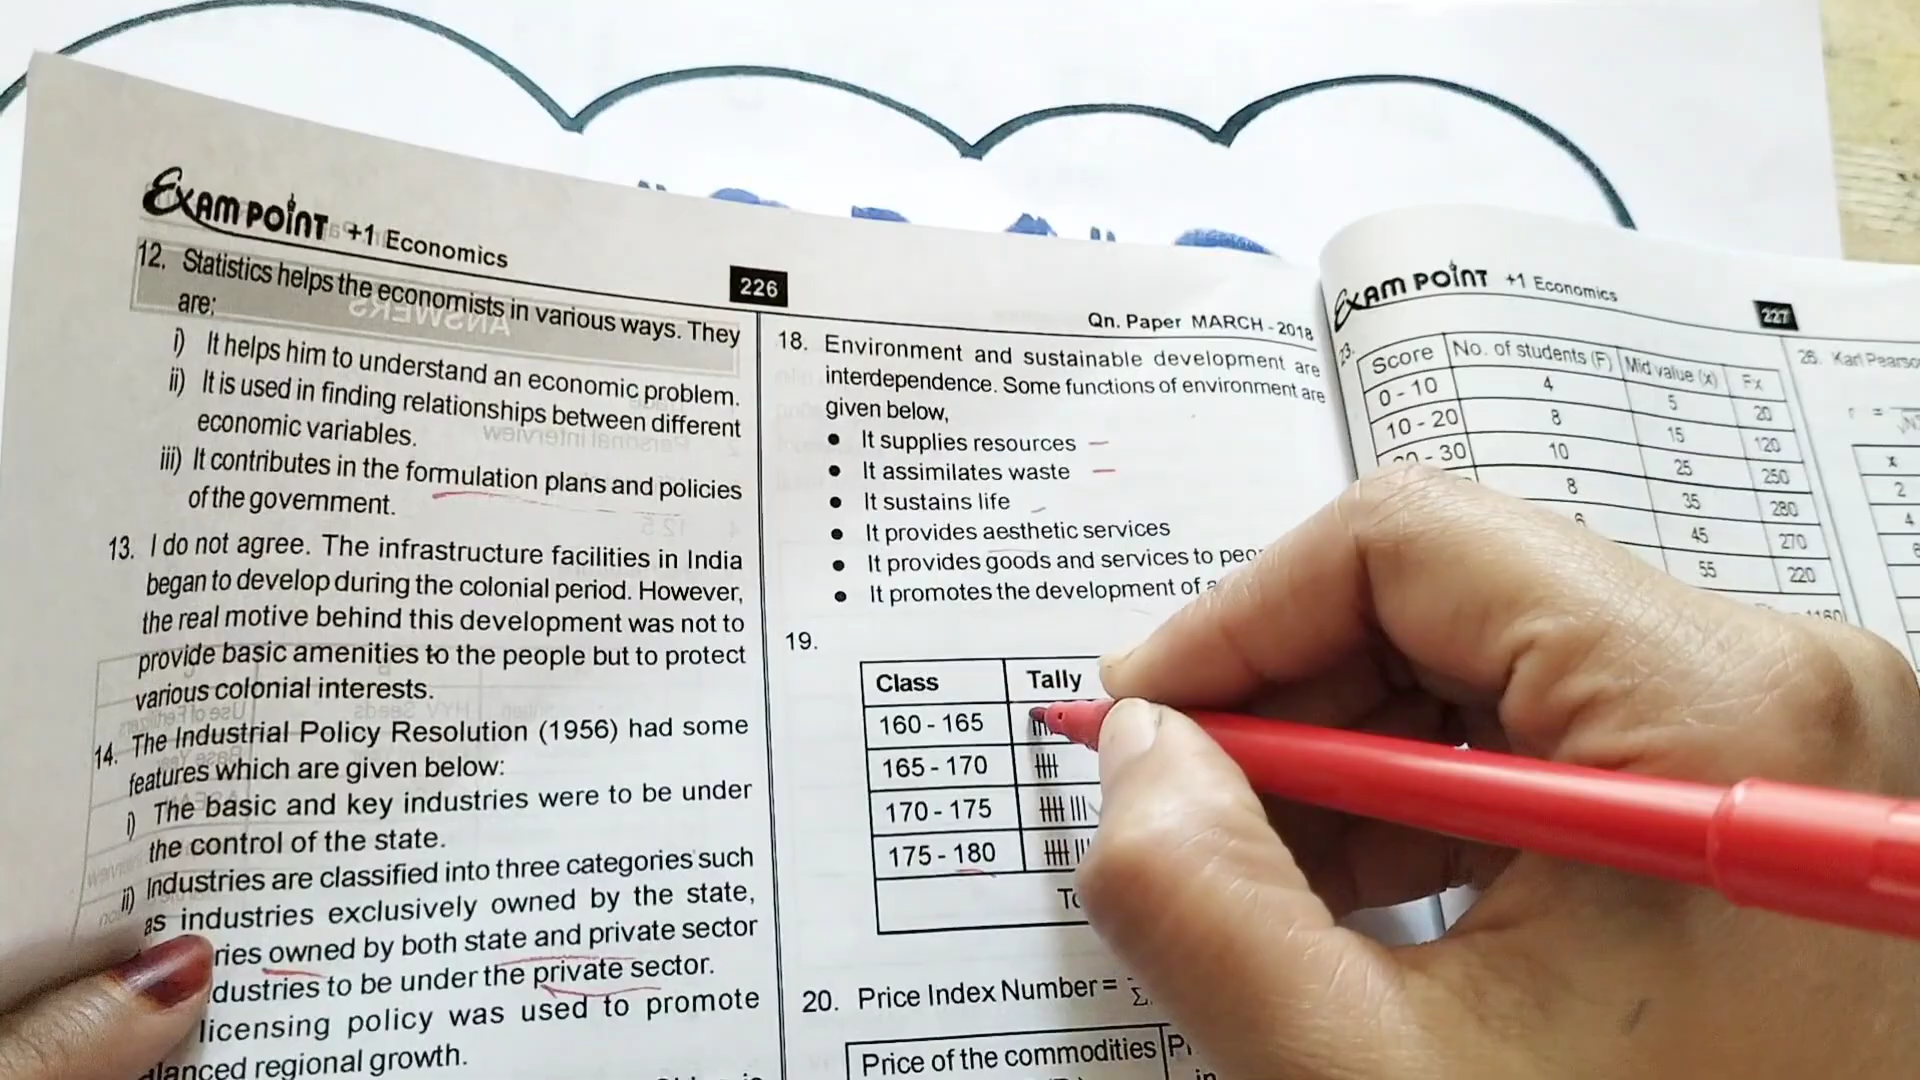 EXAM POINT +1 Economics
226
Qn. Paper MARCH - 2018
12. Statistics helps the economists in various ways. They
are:
i) It helps him to understand an economic problem.
ii) It is used in finding relationships between different
economic variables.
iii) It contributes in the formulation plans and policies
of the government.
13. I do not agree. The infrastructure facilities in India
began to develop during the colonial period. However,
the real motive behind this development was not to
provide basic amenities to the people but to protect
various colonial interests.
14. The Industrial Policy Resolution (1956) had some
features which are given below:
i) The basic and key industries were to be under
the control of the state.
ii) Industries are classified into three categories such
as industries exclusively owned by the state,
ries owned by both state and private sector
dustries to be under the private sector.
licensing policy was used to promote
lanced regional growth.
18. Environment and sustainable development are
interdependence. Some functions of environment are
given below,
• It supplies resources
• It assimilates waste
• It sustains life
• It provides aesthetic services
• It provides goods and services to
• It promotes the development of
19.
Class Tally
160 - 165
165 - 170
170 - 175
175 - 180
20. Price Index Number =
Price of the commodities
EXAM POINT +1 Economics
227
23.
Score No. of students (F) Mid value (x) Fx
0 - 10 4 5 20
10 - 20 8 15 120
- 30 10 25 250
8 35 280
6 45 270
55 220
1160
26. Karl
r =
x
2
4